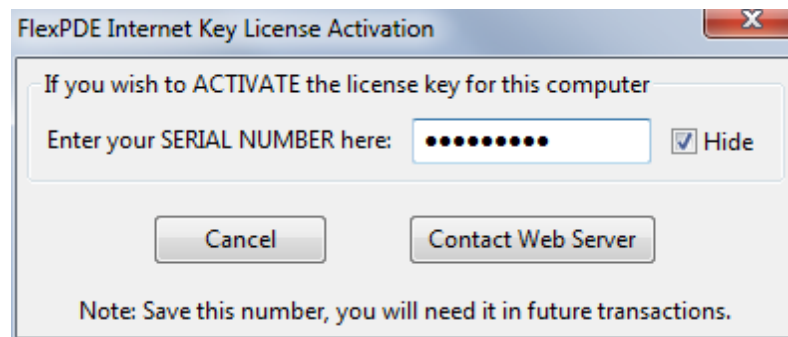 FlexPDE Internet Key License Activation
If you wish to ACTIVATE the license key for this computer
Enter your SERIAL NUMBER here: ●●●●●●●●● Hide
Cancel Contact Web Server
Note: Save this number, you will need it in future transactions.